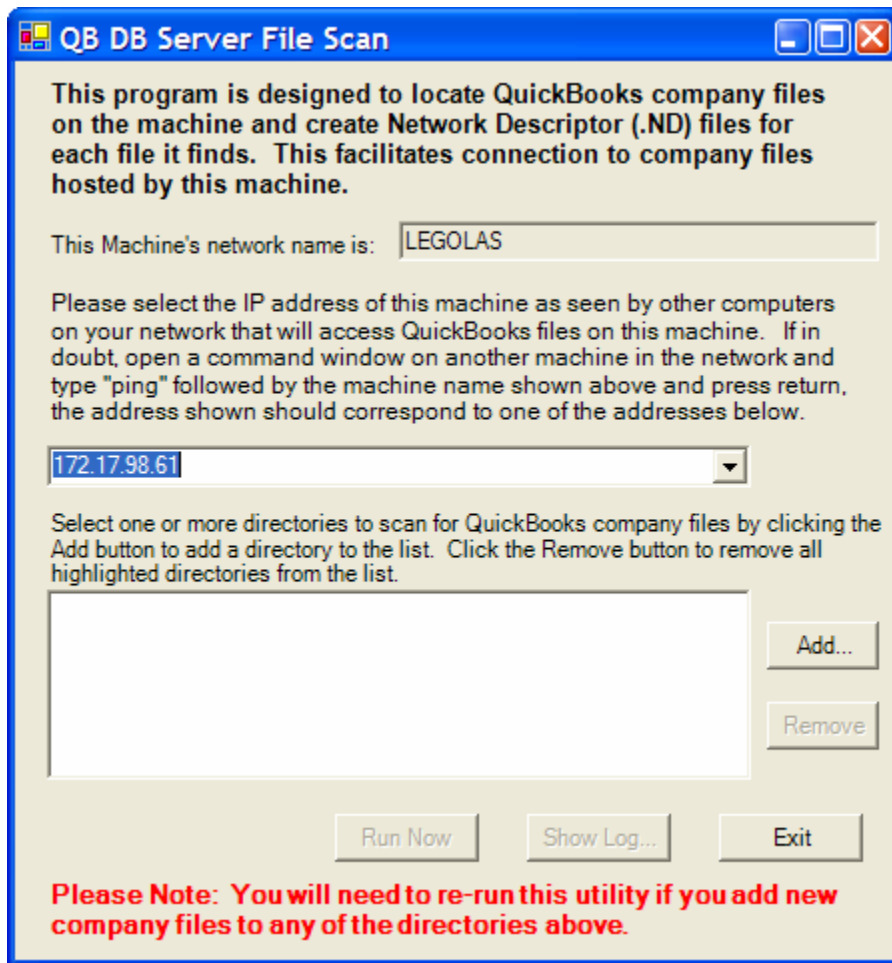 QB DB Server File Scan
This program is designed to locate QuickBooks company files
on the machine and create Network Descriptor (.ND) files for
each file it finds.  This facilitates connection to company files
hosted by this machine.
This Machine's network name is: LEGOLAS
Please select the IP address of this machine as seen by other computers
on your network that will access QuickBooks files on this machine.   If in
doubt, open a command window on another machine in the network and
type "ping" followed by the machine name shown above and press return,
the address shown should correspond to one of the addresses below.
172.17.98.61
Select one or more directories to scan for QuickBooks company files by clicking the
Add button to add a directory to the list.  Click the Remove button to remove all
highlighted directories from the list.
Add...
Remove
Run Now Show Log... Exit
Please Note:  You will need to re-run this utility if you add new
company files to any of the directories above.